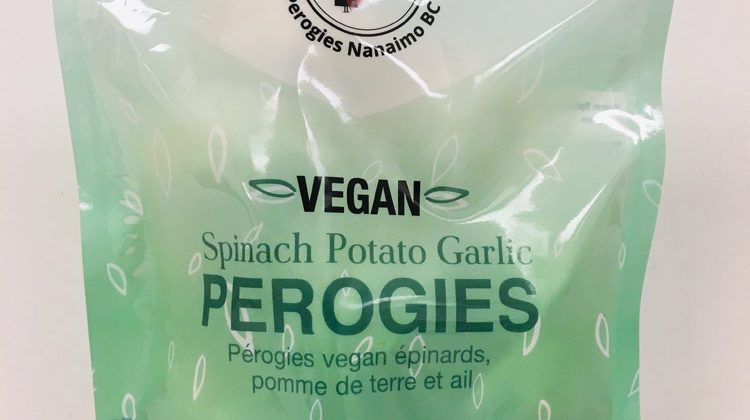 Perogies Nanaimo BC
VEGAN
Spinach Potato Garlic
PEROGIES
Pérogies vegan épinards,
pomme de terre et ail